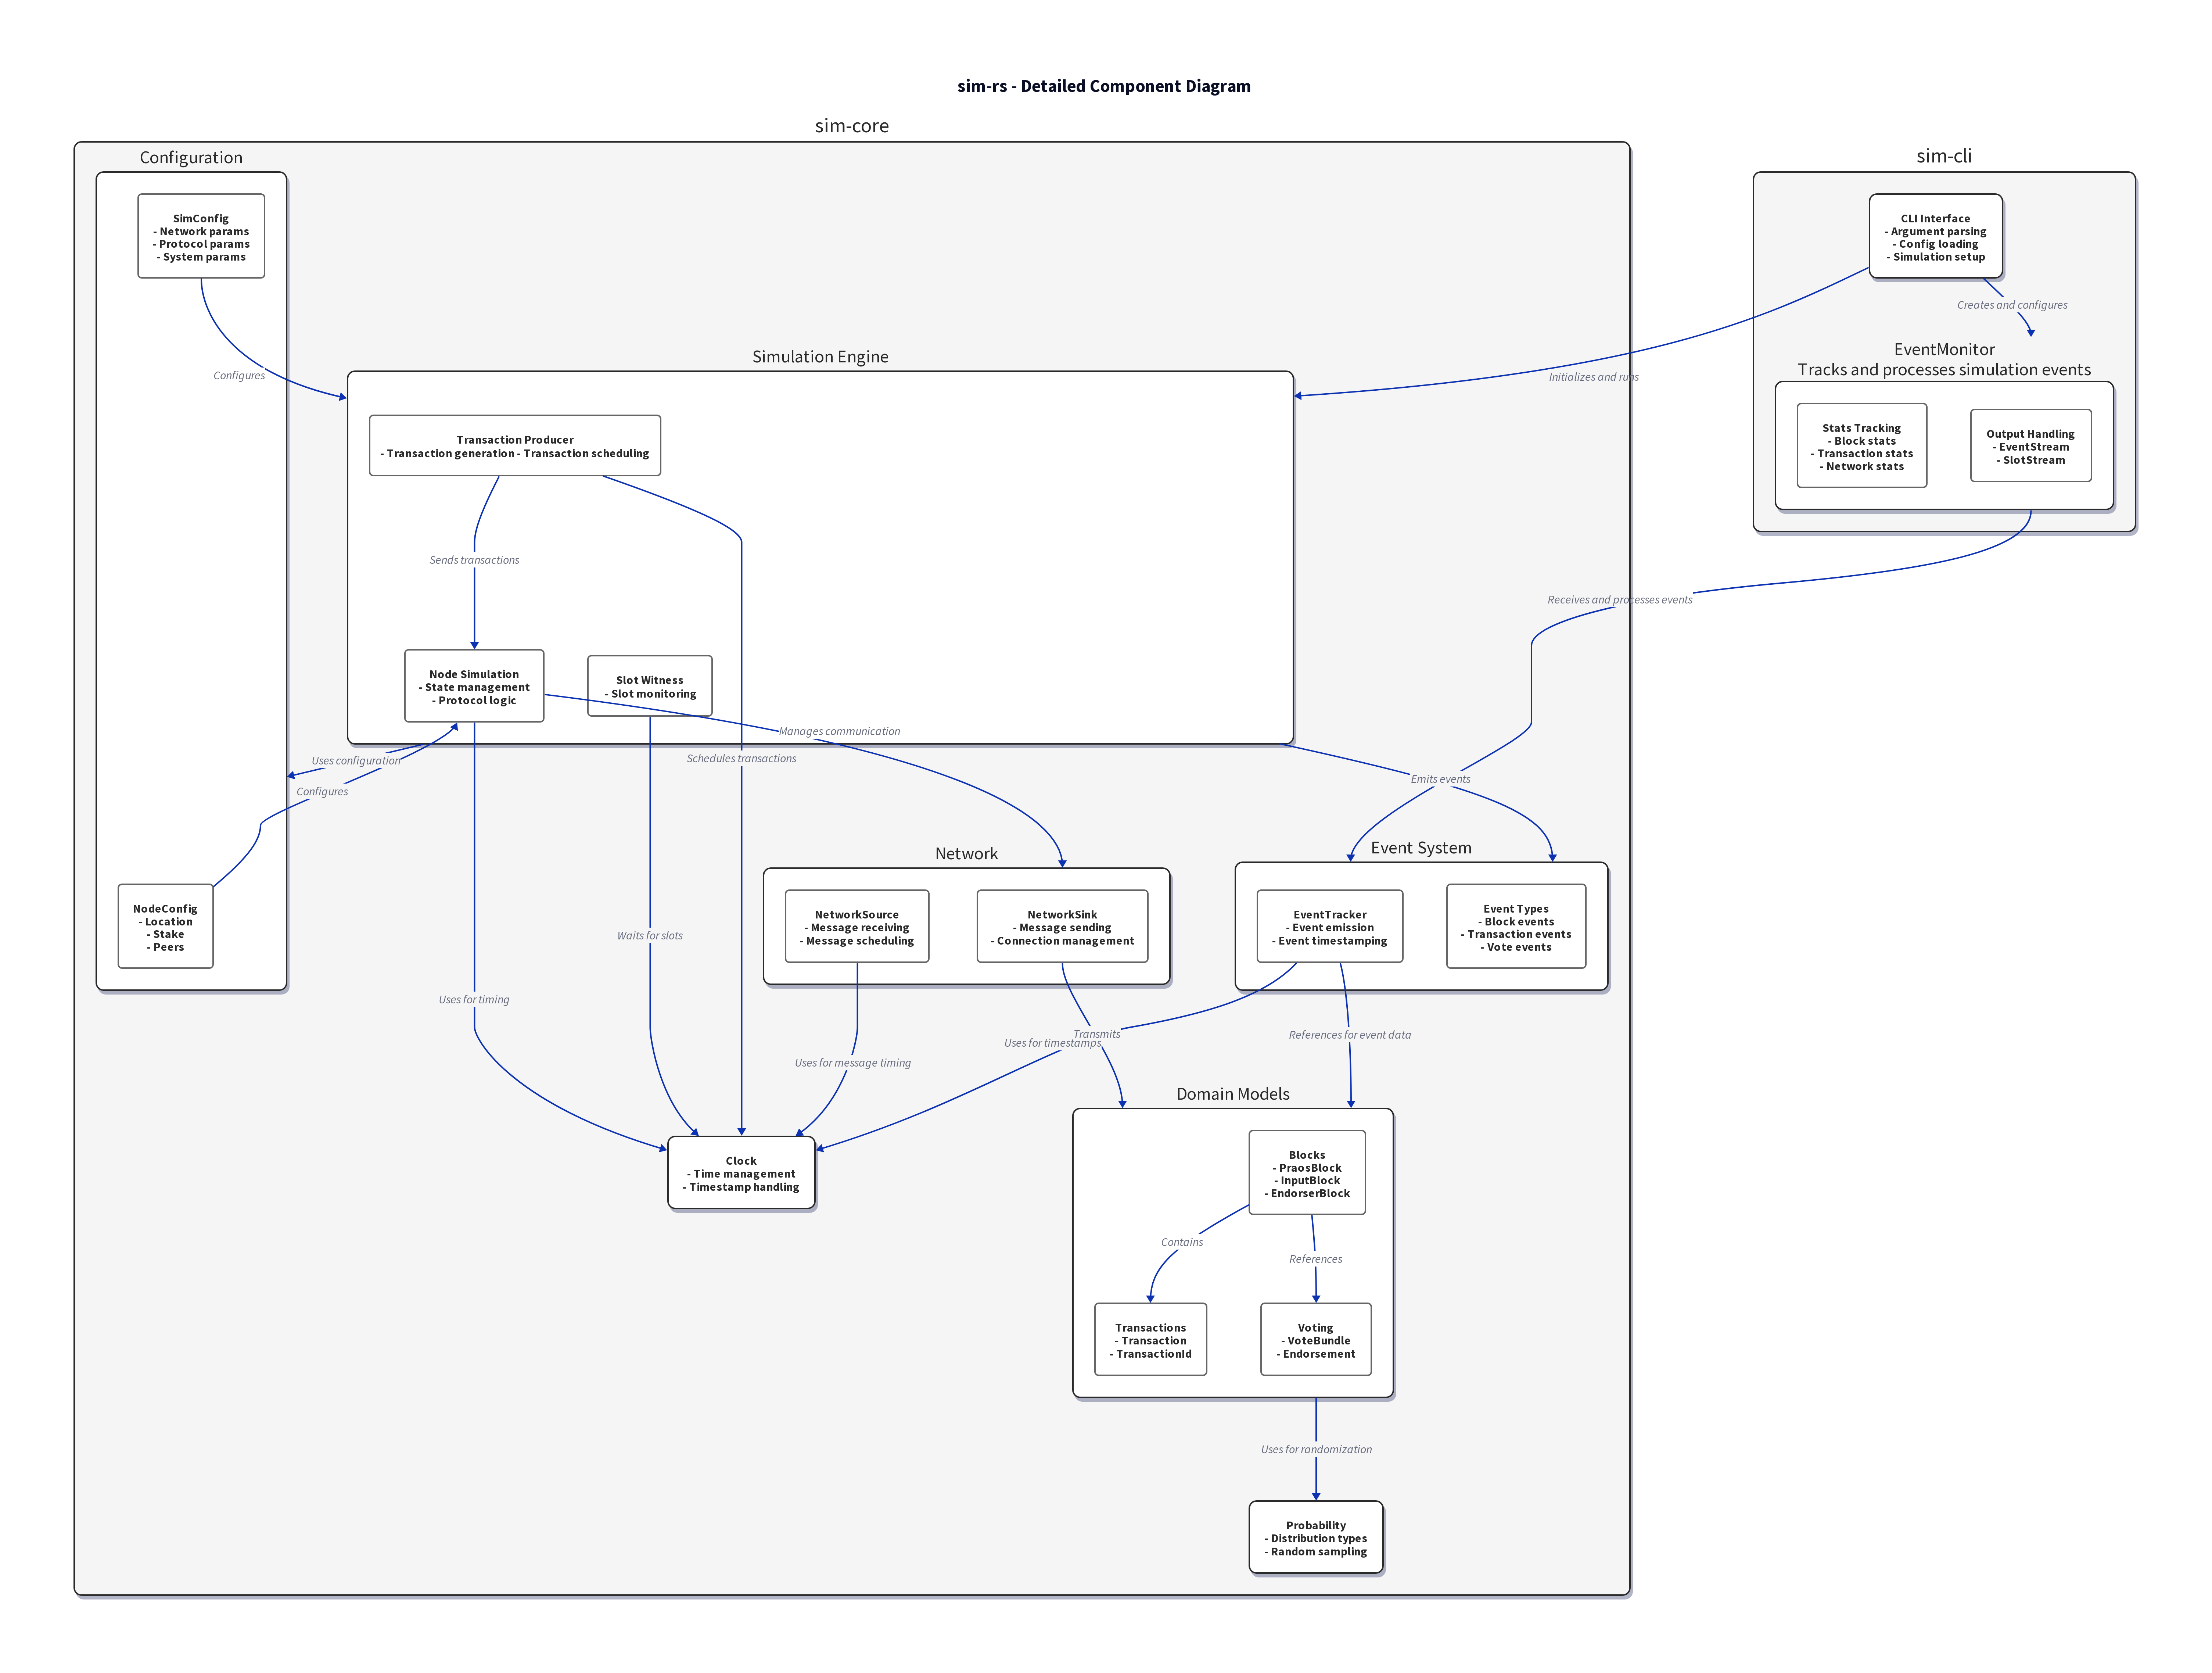 sim-rs - Detailed Component Diagram
sim-core
Configuration
SimConfig
- Network params
- Protocol params
- System params
Configures
sim-cli
CLI Interface
- Argument parsing
- Config loading
- Simulation setup
Creates and configures
Initializes and runs
EventMonitor
Tracks and processes simulation events
Stats Tracking
- Block stats
- Transaction stats
- Network stats
Output Handling
- EventStream
- SlotStream
Receives and processes events
Simulation Engine
Transaction Producer
- Transaction generation - Transaction scheduling
Sends transactions
Node Simulation
- State management
- Protocol logic
Slot Witness
- Slot monitoring
Manages communication
Schedules transactions
Uses configuration
Configures
Emits events
NodeConfig
- Location
- Stake
- Peers
Network
NetworkSource
- Message receiving
- Message scheduling
NetworkSink
- Message sending
- Connection management
Event System
EventTracker
- Event emission
- Event timestamping
Event Types
- Block events
- Transaction events
- Vote events
Waits for slots
Uses for timing
Uses for message timing
Transmits
Uses for timestamps
References for event data
Clock
- Time management
- Timestamp handling
Domain Models
Blocks
- PraosBlock
- InputBlock
- EndorserBlock
Contains
References
Transactions
- Transaction
- TransactionId
Voting
- VoteBundle
- Endorsement
Uses for randomization
Probability
- Distribution types
- Random sampling